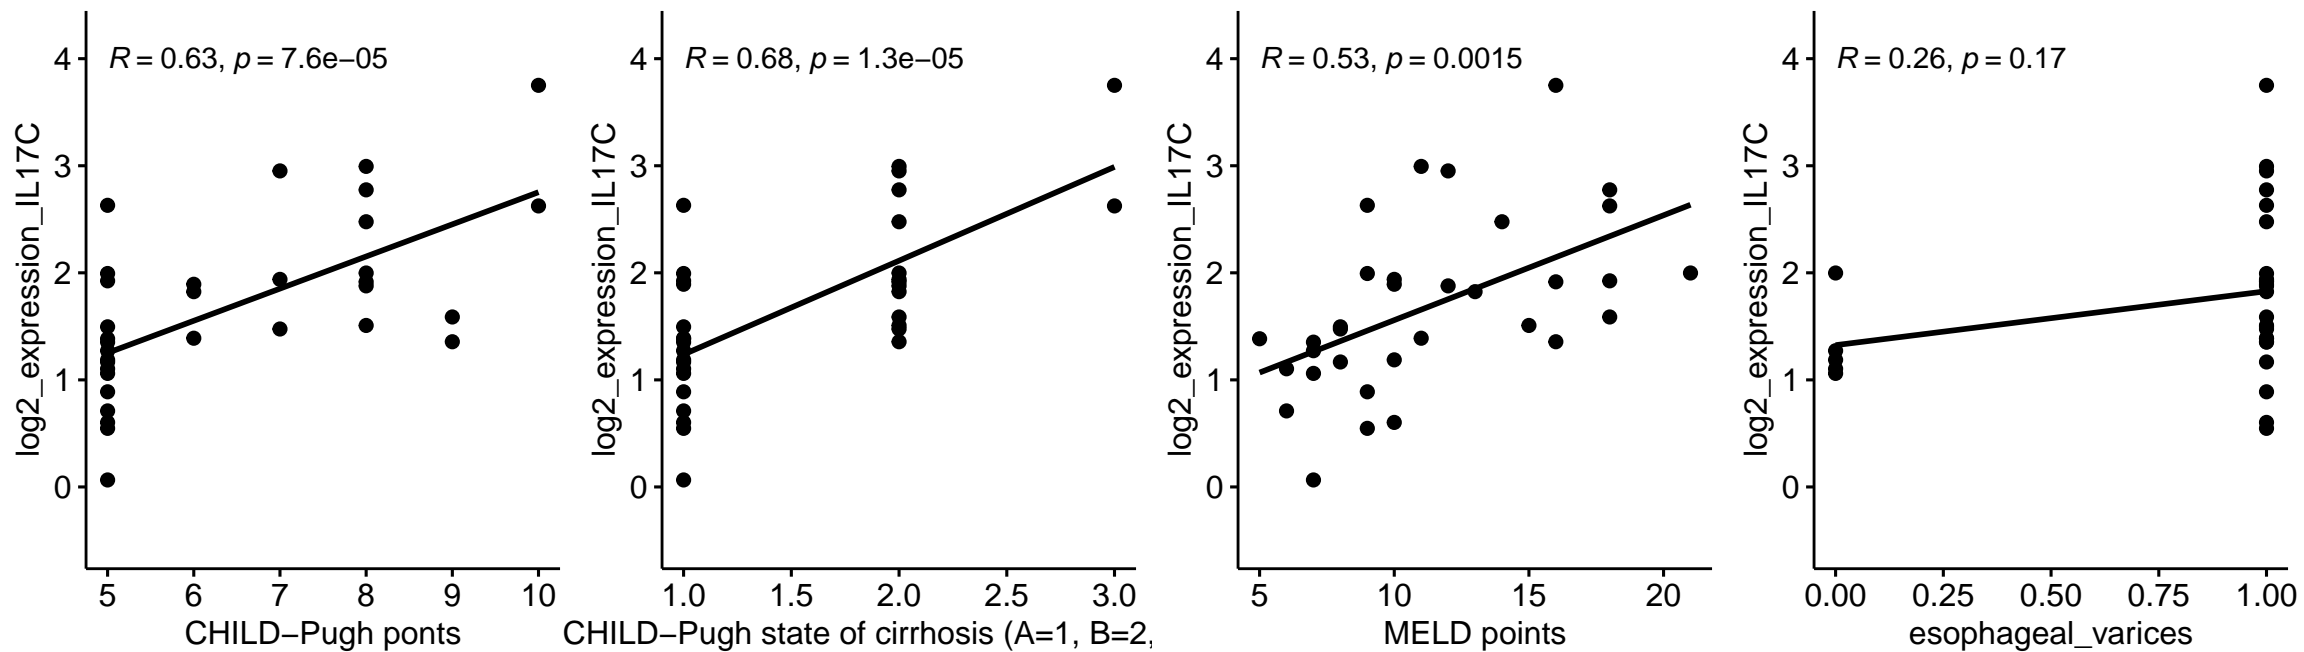 R = 0.63, p = 7.6e−05
4
3
2
1
0
log2_expression_IL17C
5 6 7 8 9 10
CHILD−Pugh ponts
R = 0.68, p = 1.3e−05
4
3
2
1
0
log2_expression_IL17C
1.0 1.5 2.0 2.5 3.0
CHILD−Pugh state of cirrhosis (A=1, B=2,
R = 0.53, p = 0.0015
4
3
2
1
0
log2_expression_IL17C
5 10 15 20
MELD points
R = 0.26, p = 0.17
4
3
2
1
0
log2_expression_IL17C
0.00 0.25 0.50 0.75 1.00
esophageal_varices